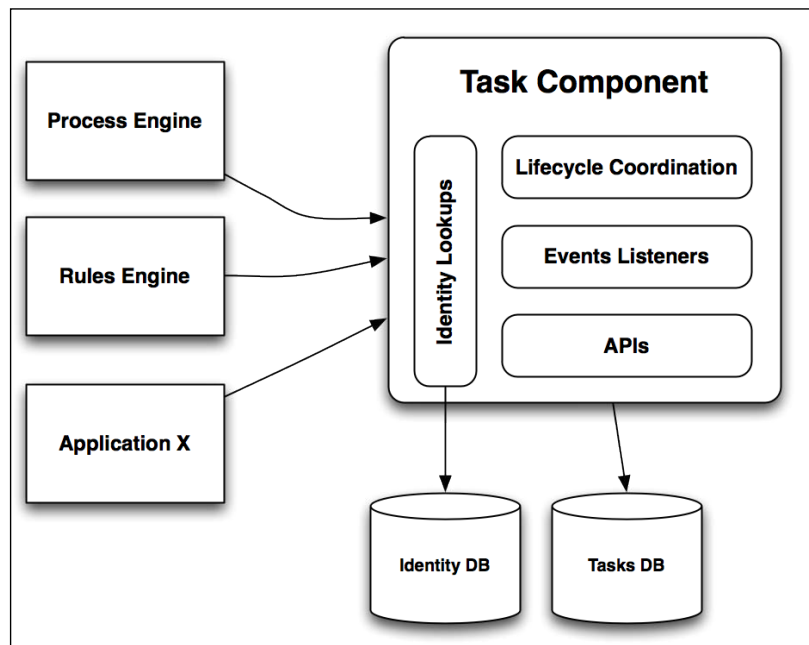 Task Component
Process Engine
Rules Engine
Application X
Identity Lookups
Lifecycle Coordination
Events Listeners
APIs
Identity DB
Tasks DB